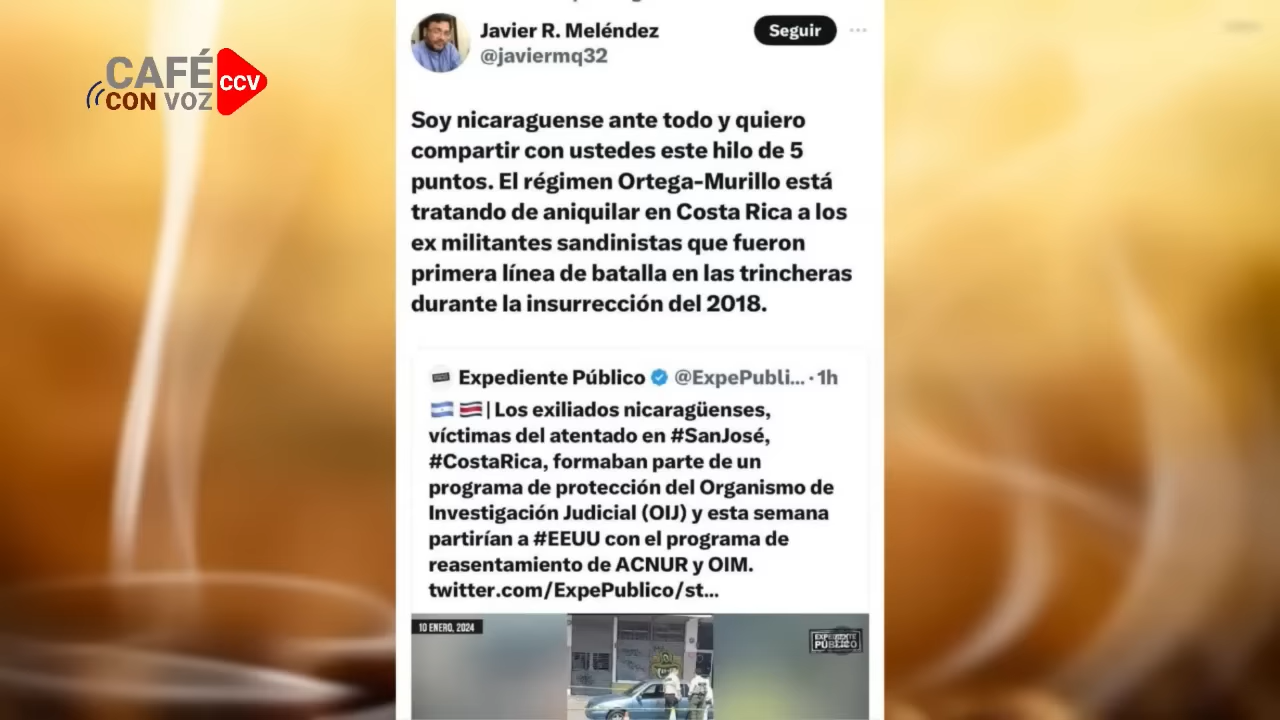 CAFÉ
CON VOZ
CCV
Javier R. Meléndez
Seguir
@javiermq32
Soy nicaraguense ante todo y quiero
compartir con ustedes este hilo de 5
puntos. El régimen Ortega-Murillo está
tratando de aniquilar en Costa Rica a los
ex militantes sandinistas que fueron
primera línea de batalla en las trincheras
durante la insurrección del 2018.
Expediente Público @ExpePubli... · 1h
| Los exiliados nicaragüenses,
víctimas del atentado en #SanJosé,
#CostaRica, formaban parte de un
programa de protección del Organismo de
Investigación Judicial (OIJ) y esta semana
partirían a #EEUU con el programa de
reasentamiento de ACNUR y OIM.
twitter.com/ExpePublico/st...
10 ENERO, 2024
EXPEDIENTE
PÚBLICO